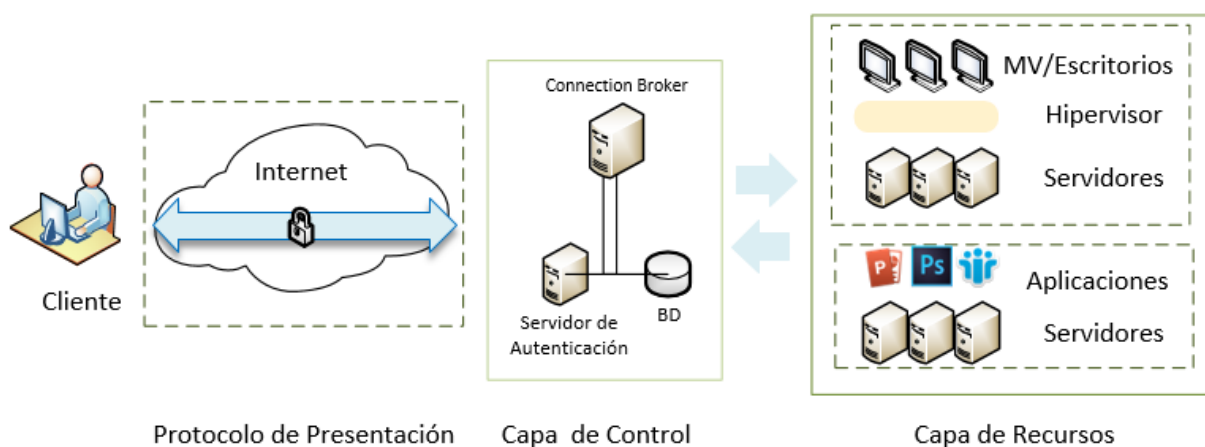 Cliente
Internet
Protocolo de Presentación
Connection Broker
Servidor de
Autenticación
BD
Capa de Control
MV/Escritorios
Hipervisor
Servidores
P
Ps
Aplicaciones
Servidores
Capa de Recursos